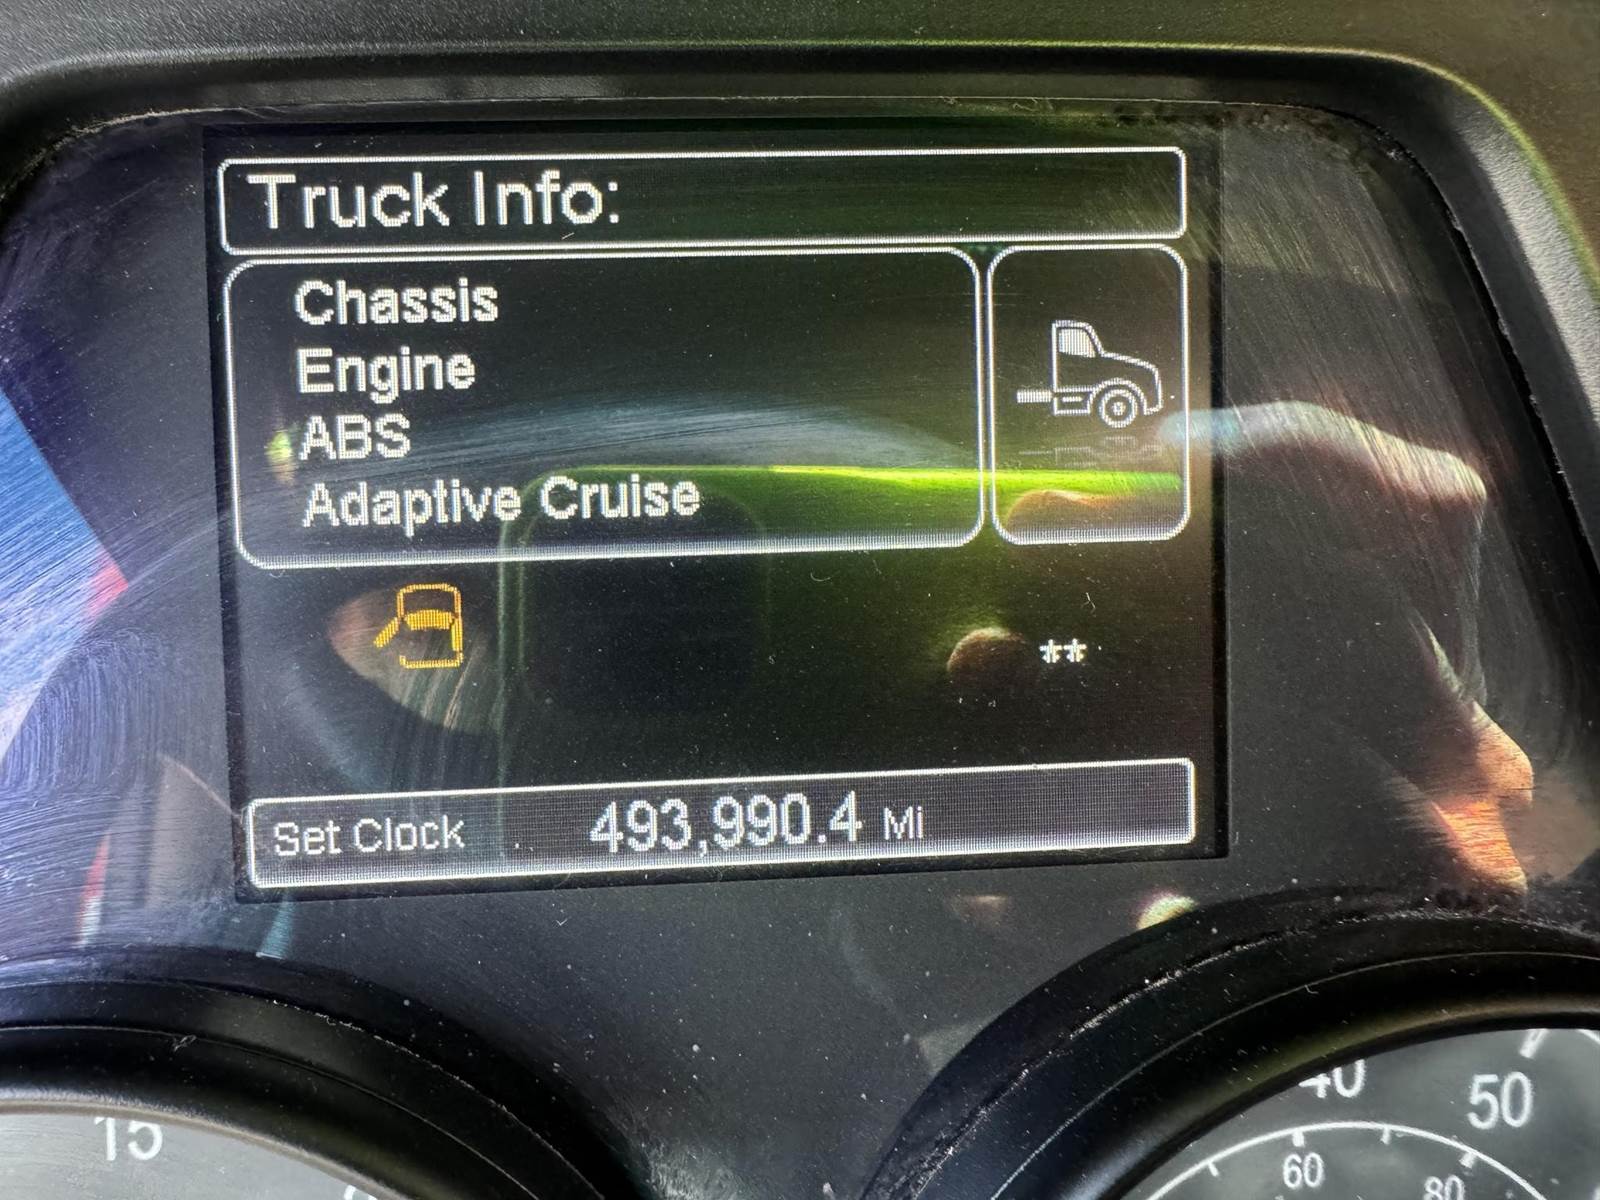 Truck Info:
Chassis
Engine
ABS
Adaptive Cruise
**
Set Clock 493,990.4 Mi
15
40
50
60
80